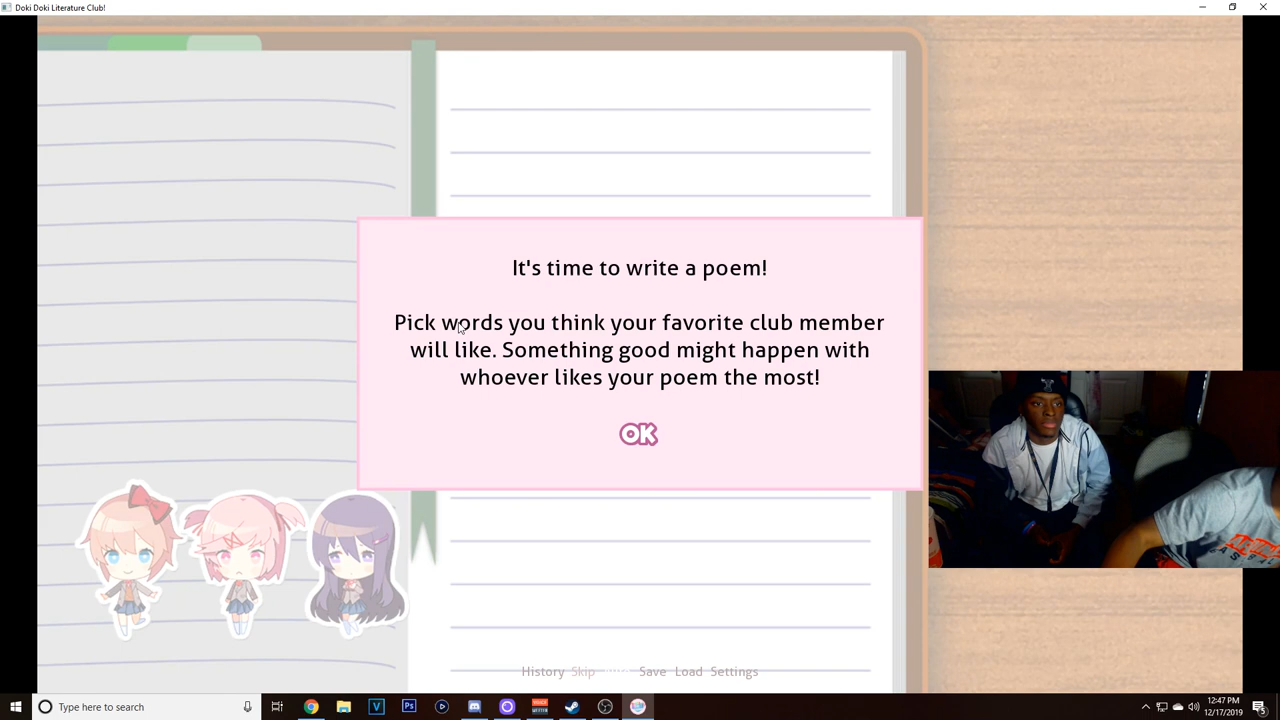 Doki Doki Literature Club!
It's time to write a poem!
Pick words you think your favorite club member
will like. Something good might happen with
whoever likes your poem the most!
OK
History Skip Auto Save Load Settings
Type here to search
12:47 PM
12/17/2019
5